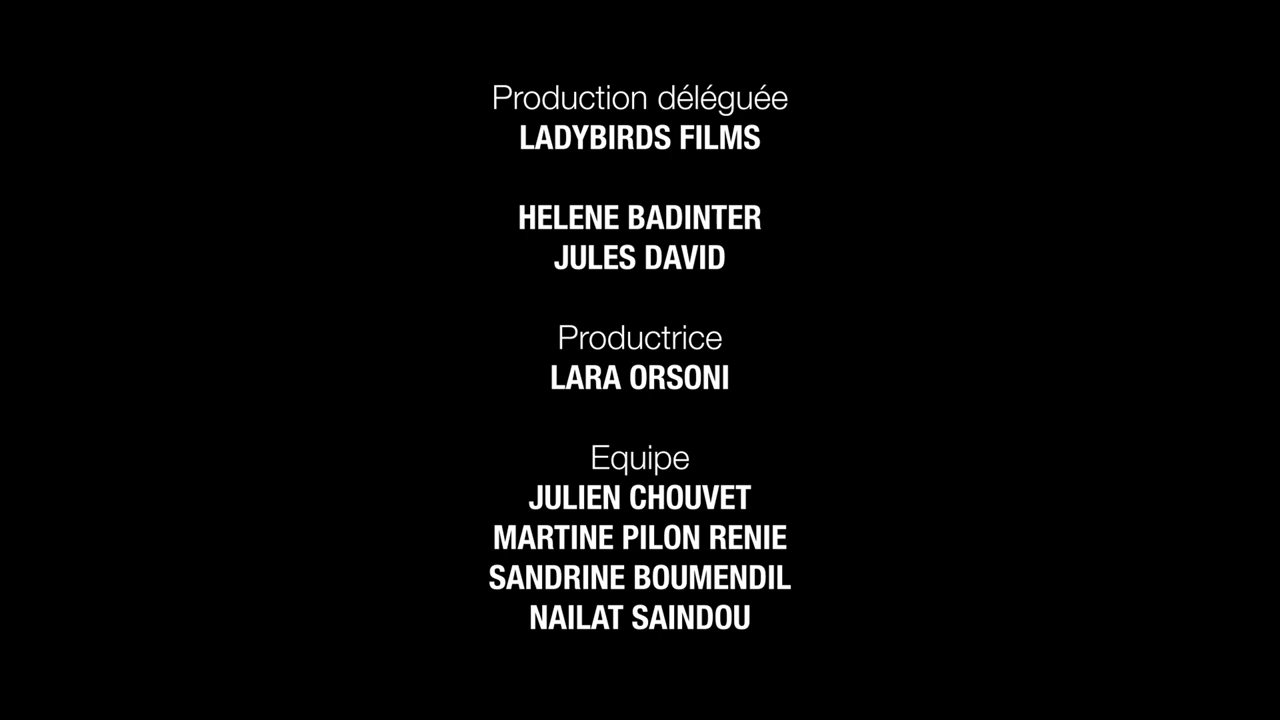 Production déléguée
LADYBIRDS FILMS
HELENE BADINTER
JULES DAVID
Productrice
LARA ORSONI
Equipe
JULIEN CHOUVET
MARTINE PILON RENIE
SANDRINE BOUMENDIL
NAILAT SAINDOU